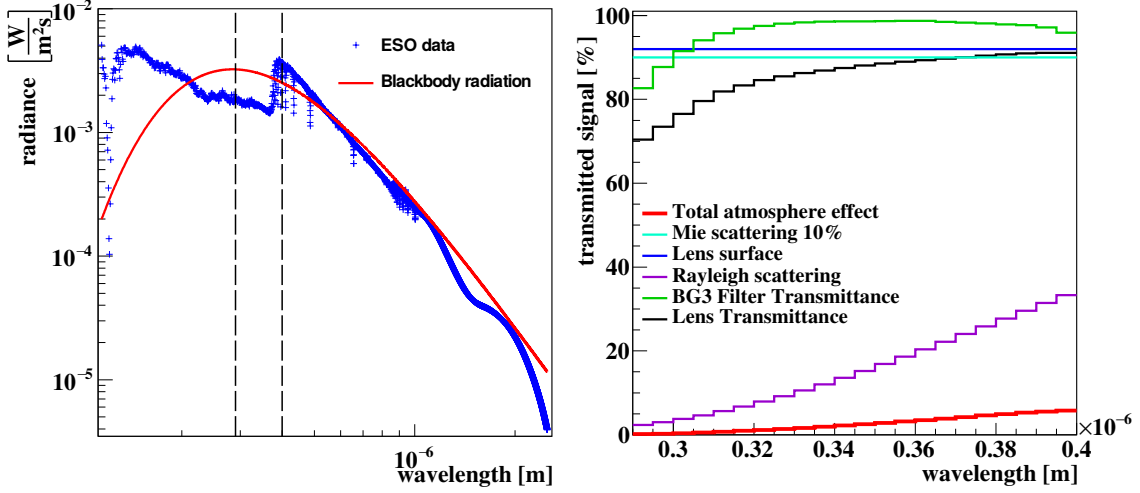 radiance [W/m²s]
10⁻²
10⁻³
10⁻⁴
10⁻⁵
ESO data
Blackbody radiation
10⁻⁶
wavelength [m]
transmitted signal [%]
100
80
60
40
20
0
Total atmosphere effect
Mie scattering 10%
Lens surface
Rayleigh scattering
BG3 Filter Transmittance
Lens Transmittance
0.3 0.32 0.34 0.36 0.38 0.4
×10⁻⁶
wavelength [m]